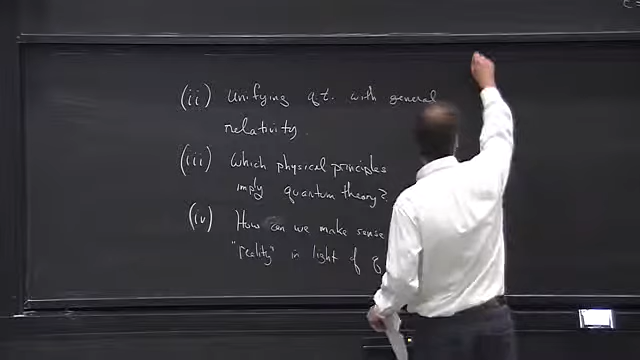 (ii) Unifying q.t. with general
relativity.
(iii) Which physical principles
imply quantum theory?
(iv) How can we make sense
"reality" in light of q